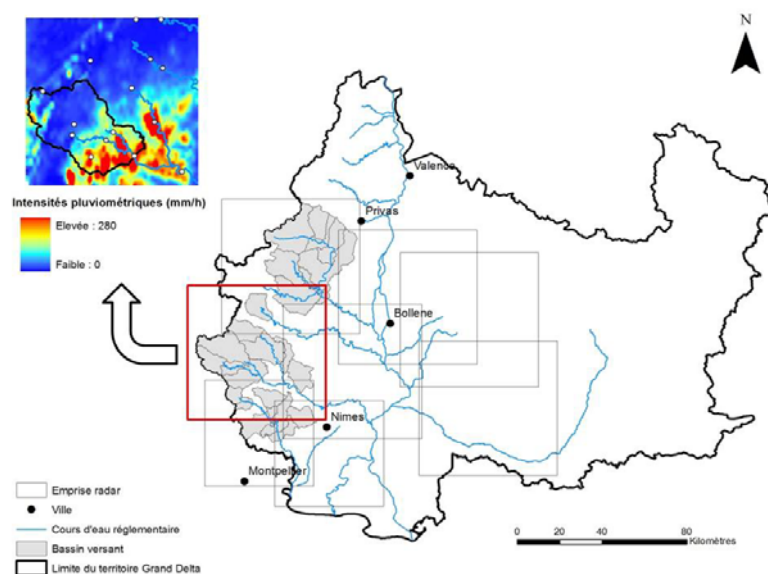 N
Intensités pluviométriques (mm/h)
Elevée : 280
Faible : 0
Valence
Privas
Bollene
Nimes
Montpellier
Emprise radar
Ville
Cours d'eau réglementaire
Bassin versant
Limite du territoire Grand Delta
0 20 40 80
Kilomètres